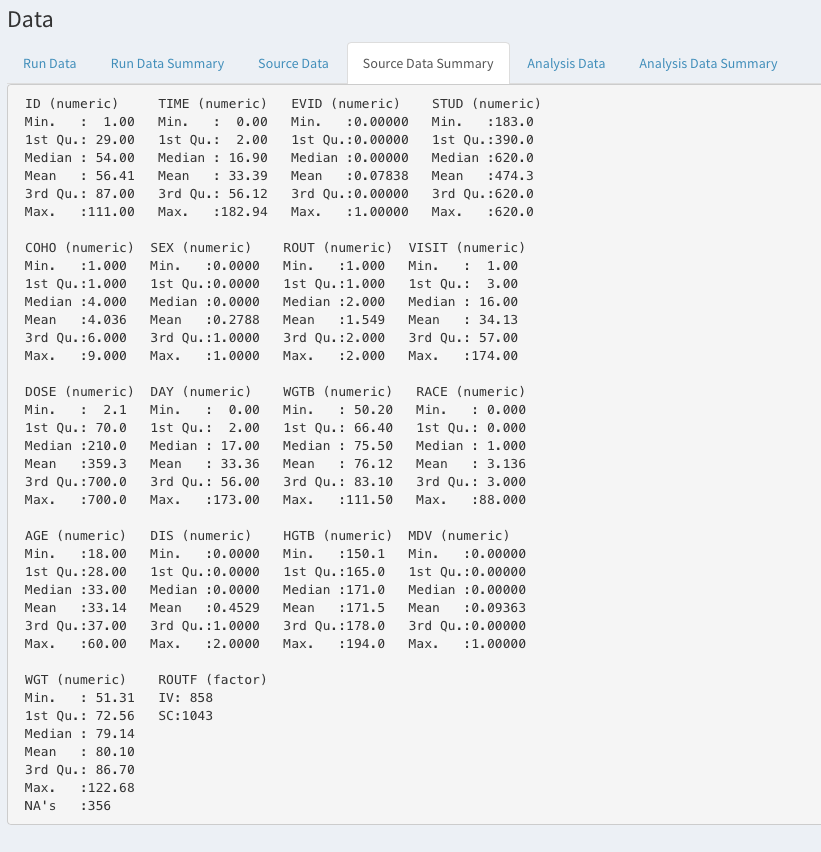 Data
Run Data Run Data Summary Source Data Source Data Summary Analysis Data Analysis Data Summary
ID (numeric) TIME (numeric) EVID (numeric) STUD (numeric)
Min. : 1.00 Min. : 0.00 Min. :0.00000 Min. :183.0
1st Qu.: 29.00 1st Qu.: 2.00 1st Qu.:0.00000 1st Qu.:390.0
Median : 54.00 Median : 16.90 Median :0.00000 Median :620.0
Mean : 56.41 Mean : 33.39 Mean :0.07838 Mean :474.3
3rd Qu.: 87.00 3rd Qu.: 56.12 3rd Qu.:0.00000 3rd Qu.:620.0
Max. :111.00 Max. :182.94 Max. :1.00000 Max. :620.0
COHO (numeric) SEX (numeric) ROUT (numeric) VISIT (numeric)
Min. :1.000 Min. :0.0000 Min. :1.000 Min. : 1.00
1st Qu.:1.000 1st Qu.:0.0000 1st Qu.:1.000 1st Qu.: 3.00
Median :4.000 Median :0.0000 Median :2.000 Median : 16.00
Mean :4.036 Mean :0.2788 Mean :1.549 Mean : 34.13
3rd Qu.:6.000 3rd Qu.:1.0000 3rd Qu.:2.000 3rd Qu.: 57.00
Max. :9.000 Max. :1.0000 Max. :2.000 Max. :174.00
DOSE (numeric) DAY (numeric) WGTB (numeric) RACE (numeric)
Min. : 2.1 Min. : 0.00 Min. : 50.20 Min. : 0.000
1st Qu.: 70.0 1st Qu.: 2.00 1st Qu.: 66.40 1st Qu.: 0.000
Median :210.0 Median : 17.00 Median : 75.50 Median : 1.000
Mean :359.3 Mean : 33.36 Mean : 76.12 Mean : 3.136
3rd Qu.:700.0 3rd Qu.: 56.00 3rd Qu.: 83.10 3rd Qu.: 3.000
Max. :700.0 Max. :173.00 Max. :111.50 Max. :88.000
AGE (numeric) DIS (numeric) HGTB (numeric) MDV (numeric)
Min. :18.00 Min. :0.0000 Min. :150.1 Min. :0.00000
1st Qu.:28.00 1st Qu.:0.0000 1st Qu.:165.0 1st Qu.:0.00000
Median :33.00 Median :0.0000 Median :171.0 Median :0.00000
Mean :33.14 Mean :0.4529 Mean :171.5 Mean :0.09363
3rd Qu.:37.00 3rd Qu.:1.0000 3rd Qu.:178.0 3rd Qu.:0.00000
Max. :60.00 Max. :2.0000 Max. :194.0 Max. :1.00000
WGT (numeric) ROUTF (factor)
Min. : 51.31 IV: 858
1st Qu.: 72.56 SC:1043
Median : 79.14
Mean : 80.10
3rd Qu.: 86.70
Max. :122.68
NA's :356